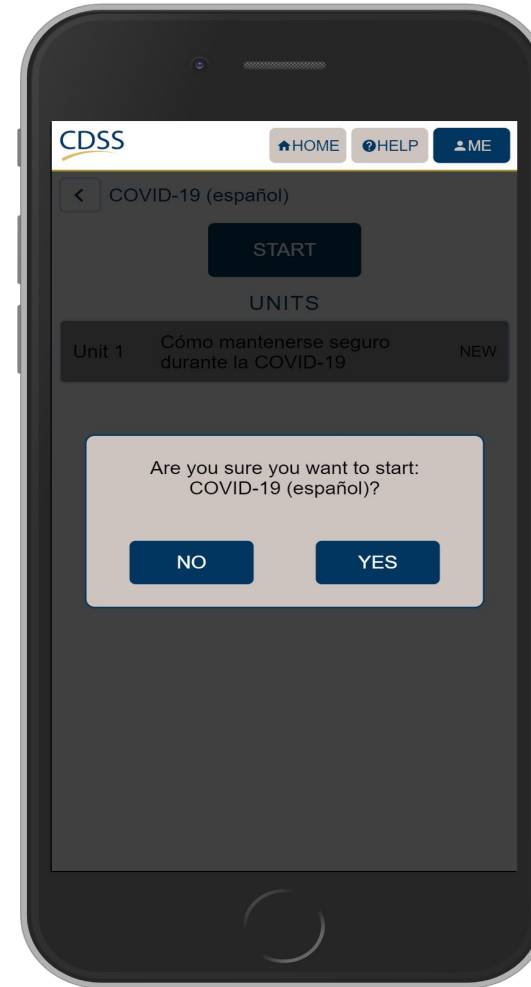 CDSS
HOME
HELP
ME
COVID-19 (español)
START
UNITS
Unit 1
Cómo mantenerse seguro
durante la COVID-19
NEW
Are you sure you want to start:
COVID-19 (español)?
NO
YES